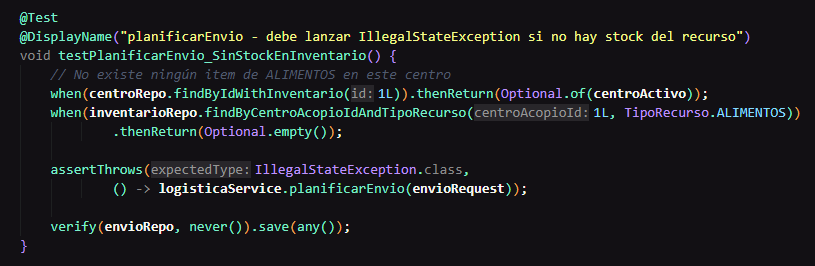 @Test
@DisplayName("planificarEnvio - debe lanzar IllegalStateException si no hay stock del recurso")
void testPlanificarEnvio_SinStockEnInventario() {
// No existe ningún item de ALIMENTOS en este centro
when(centroRepo.findByIdWithInventario(id: 1L)).thenReturn(Optional.of(centroActivo));
when(inventarioRepo.findByCentroAcopioIdAndTipoRecurso(centroAcopioId: 1L, TipoRecurso.ALIMENTOS))
.thenReturn(Optional.empty());
assertThrows(expectedType: IllegalStateException.class,
() -> logisticaService.planificarEnvio(envioRequest));
verify(envioRepo, never()).save(any());
}